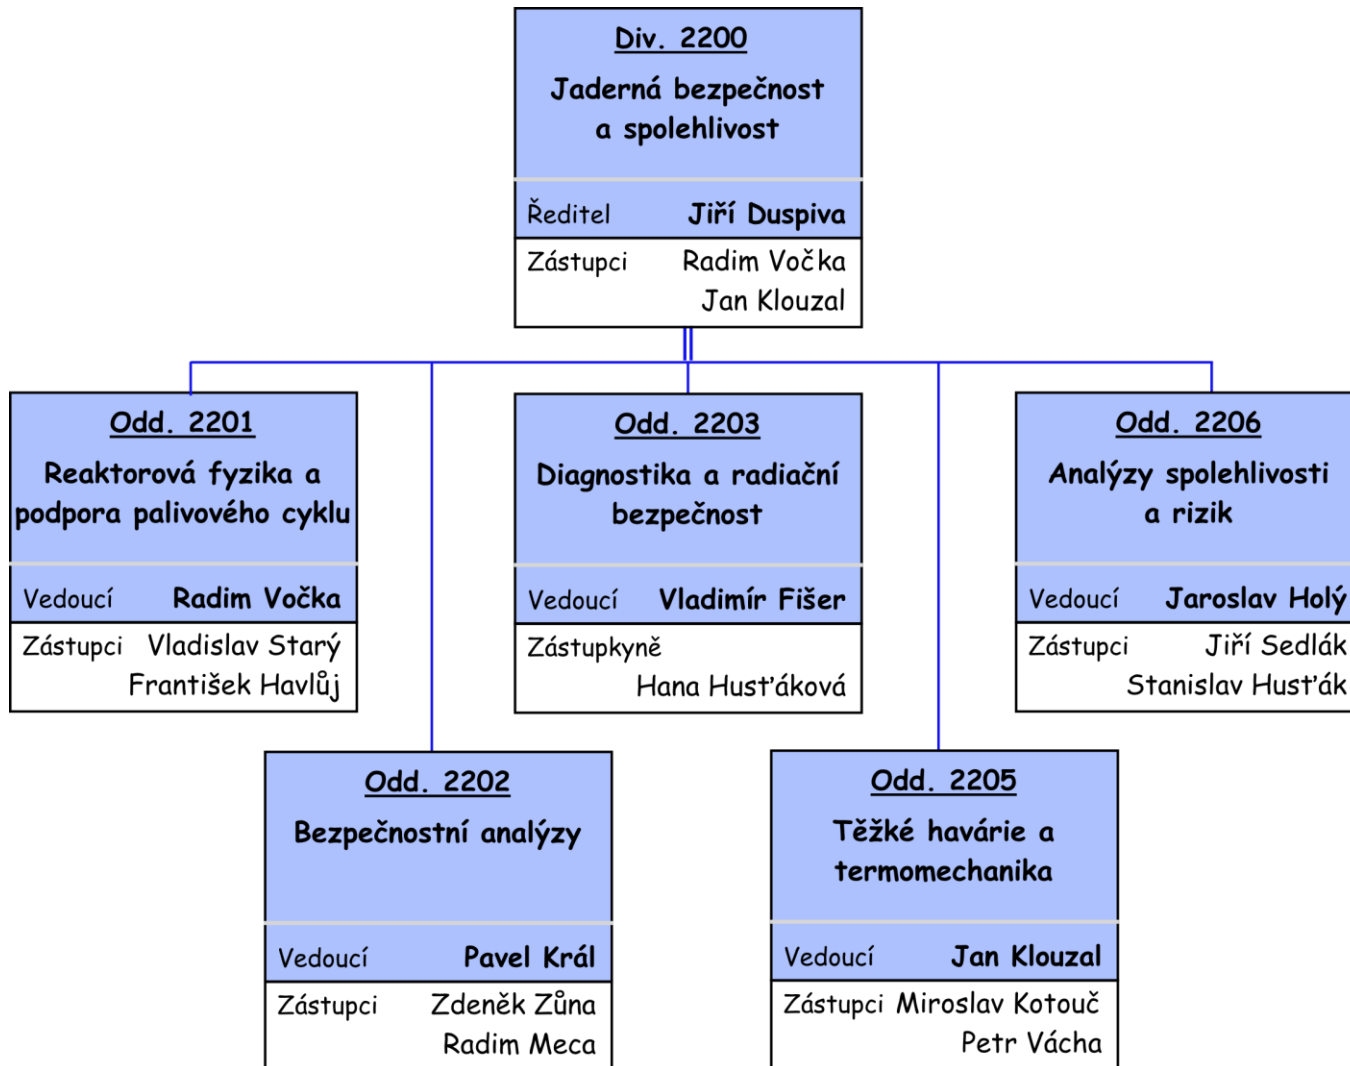 Div. 2200
Jaderná bezpečnost
a spolehlivost
Ředitel Jiří Duspiva
Zástupci Radim Vočka
Jan Klouzal
Odd. 2201
Reaktorová fyzika a
podpora palivového cyklu
Vedoucí Radim Vočka
Zástupci Vladislav Starý
František Havlůj
Odd. 2203
Diagnostika a radiační
bezpečnost
Vedoucí Vladimír Fišer
Zástupkyně
Hana Husťáková
Odd. 2206
Analýzy spolehlivosti
a rizik
Vedoucí Jaroslav Holý
Zástupci Jiří Sedlák
Stanislav Husťák
Odd. 2202
Bezpečnostní analýzy
Vedoucí Pavel Král
Zástupci Zdeněk Zůna
Radim Meca
Odd. 2205
Těžké havárie a
termomechanika
Vedoucí Jan Klouzal
Zástupci Miroslav Kotouč
Petr Vácha